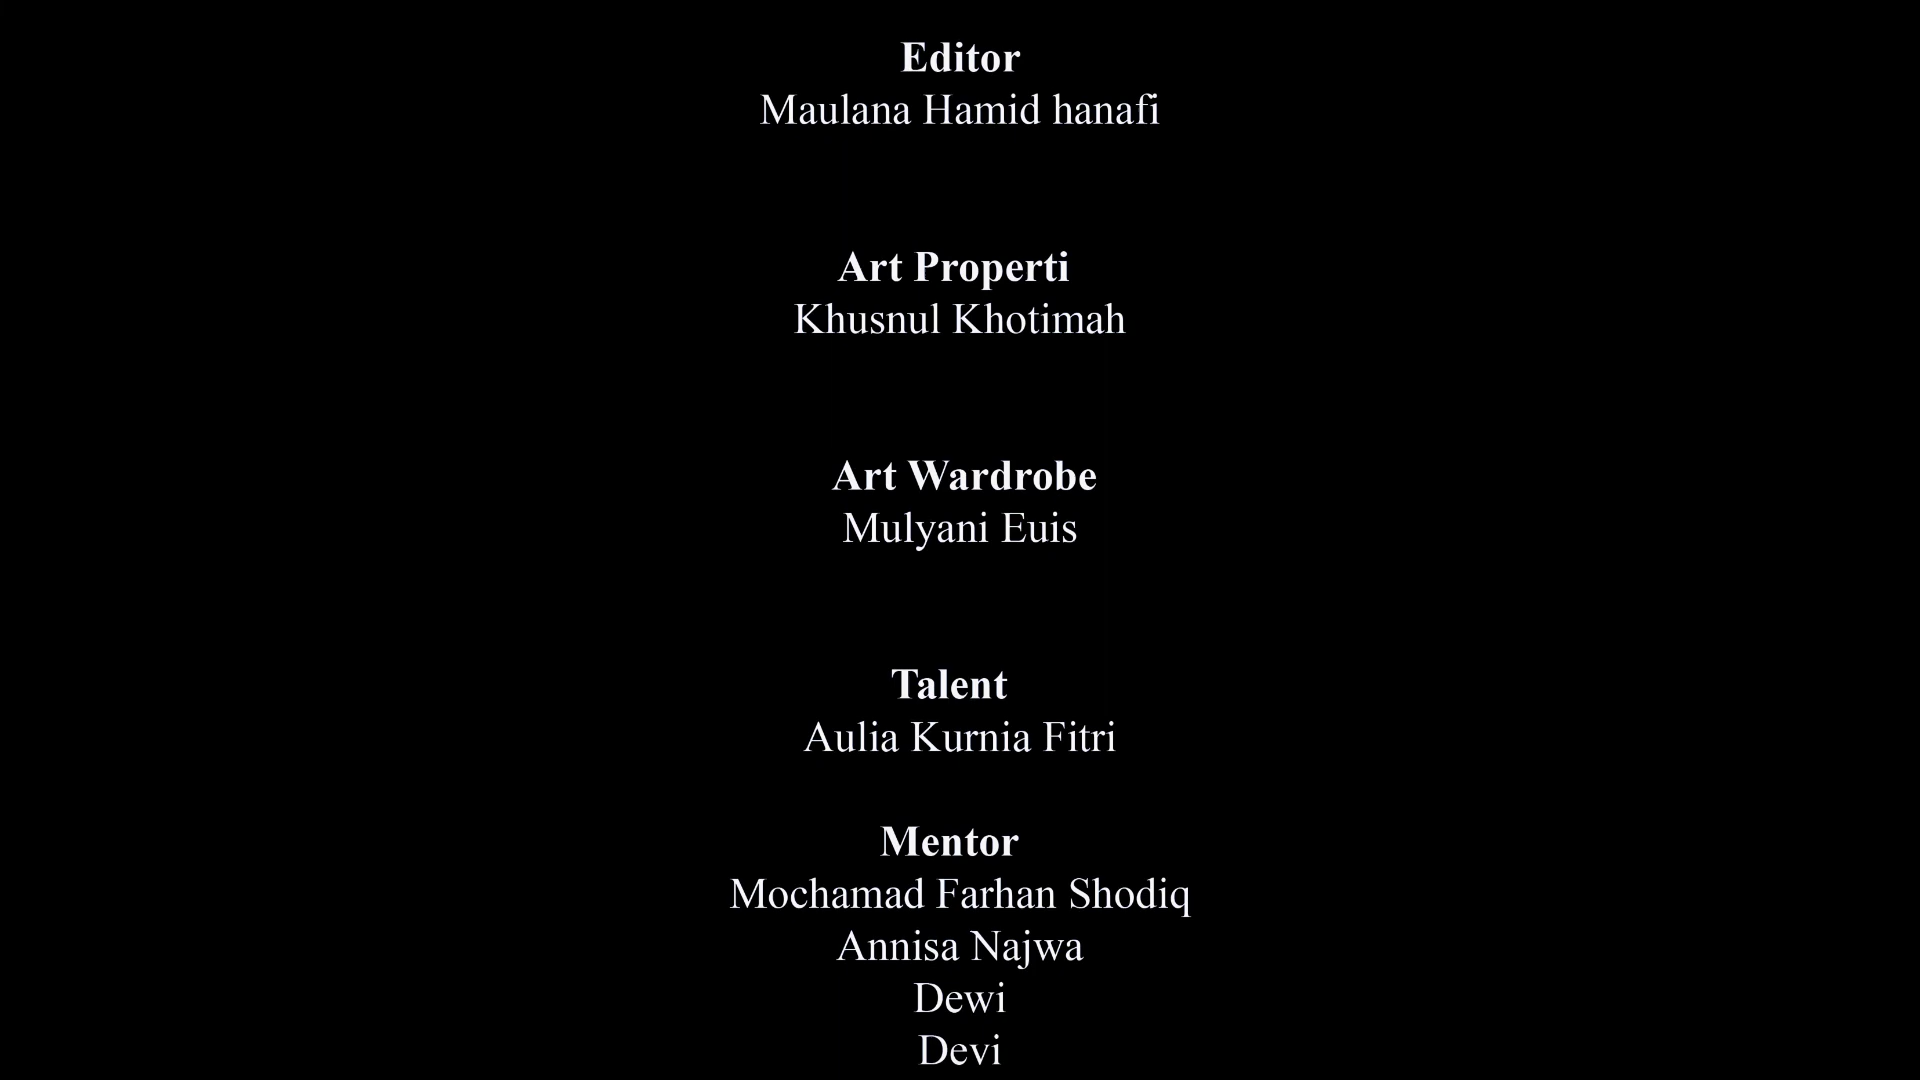 Editor
Maulana Hamid hanafi
Art Properti
Khusnul Khotimah
Art Wardrobe
Mulyani Euis
Talent
Aulia Kurnia Fitri
Mentor
Mochamad Farhan Shodiq
Annisa Najwa
Dewi
Devi